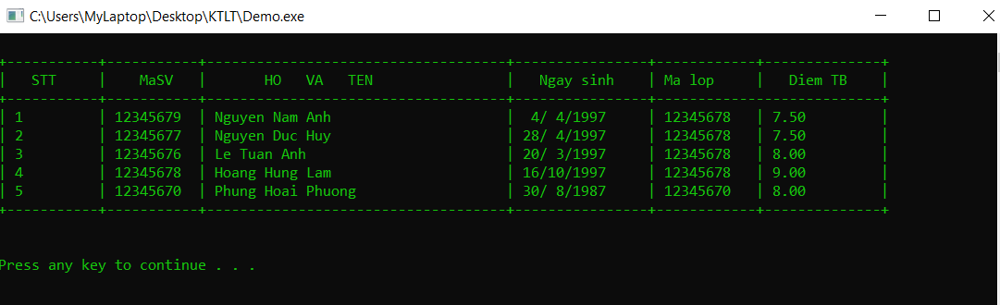 C:\Users\MyLaptop\Desktop\KTLT\Demo.exe
+-----------+-----------+------------------------------------+----------------+------------+--------------+
|   STT     |    MaSV   |       HO   VA   TEN                |   Ngay sinh    | Ma lop     |   Diem TB    |
+-----------+-----------+------------------------------------+----------------+------------+--------------+
| 1         | 12345679  | Nguyen Nam Anh                     |  4/ 4/1997     | 12345678   | 7.50         |
| 2         | 12345677  | Nguyen Duc Huy                     | 28/ 4/1997     | 12345678   | 7.50         |
| 3         | 12345676  | Le Tuan Anh                        | 20/ 3/1997     | 12345678   | 8.00         |
| 4         | 12345678  | Hoang Hung Lam                     | 16/10/1997     | 12345678   | 9.00         |
| 5         | 12345670  | Phung Hoai Phuong                  | 30/ 8/1987     | 12345670   | 8.00         |
+-----------+-----------+------------------------------------+----------------+------------+--------------+
Press any key to continue . . .